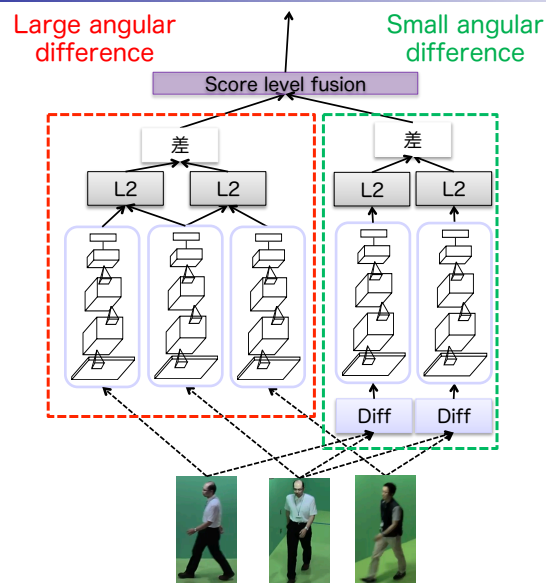 Large angular
difference
Small angular
difference
Score level fusion
差
差
L2
L2
L2
L2
Diff
Diff